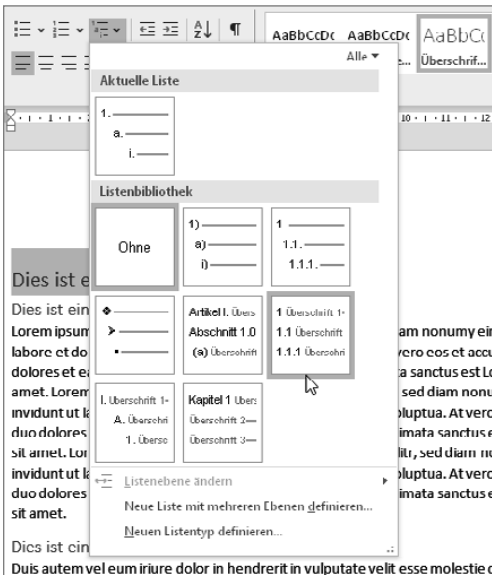 AaBbCcDc AaBbCcDc AaBbCc
Alle
Überschrif...
Aktuelle Liste
1.
a.
i.
Listenbibliothek
Ohne
1)
a)
i)
1
1.1.
1.1.1.
Artikel I. Übers
Abschnitt 1.0
(a) Überschrift
1 Überschrift 1-
1.1 Überschrift
1.1.1 Überschri
I. Überschrift 1-
A. Überschri
1. Übersc
Kapitel 1 Übers
Überschrift 2
Überschrift 3
Listenebene ändern
Neue Liste mit mehreren Ebenen definieren...
Neuen Listentyp definieren...
Dies ist e
Dies ist ein
Lorem ipsum
am nonumy ei
labore et do
vero eos et accu
dolores et ea
a sanctus est Lo
amet. Lorem
sed diam nonu
invidunt ut la
oluptua. At vero
duo dolores
imata sanctus e
sit amet. Lor
litr, sed diam no
invidunt ut la
oluptua. At vero
duo dolores
imata sanctus e
sit amet.
Dies ist ein
Duis autem vel eum iriure dolor in hendrerit in vulputate velit esse molestie c